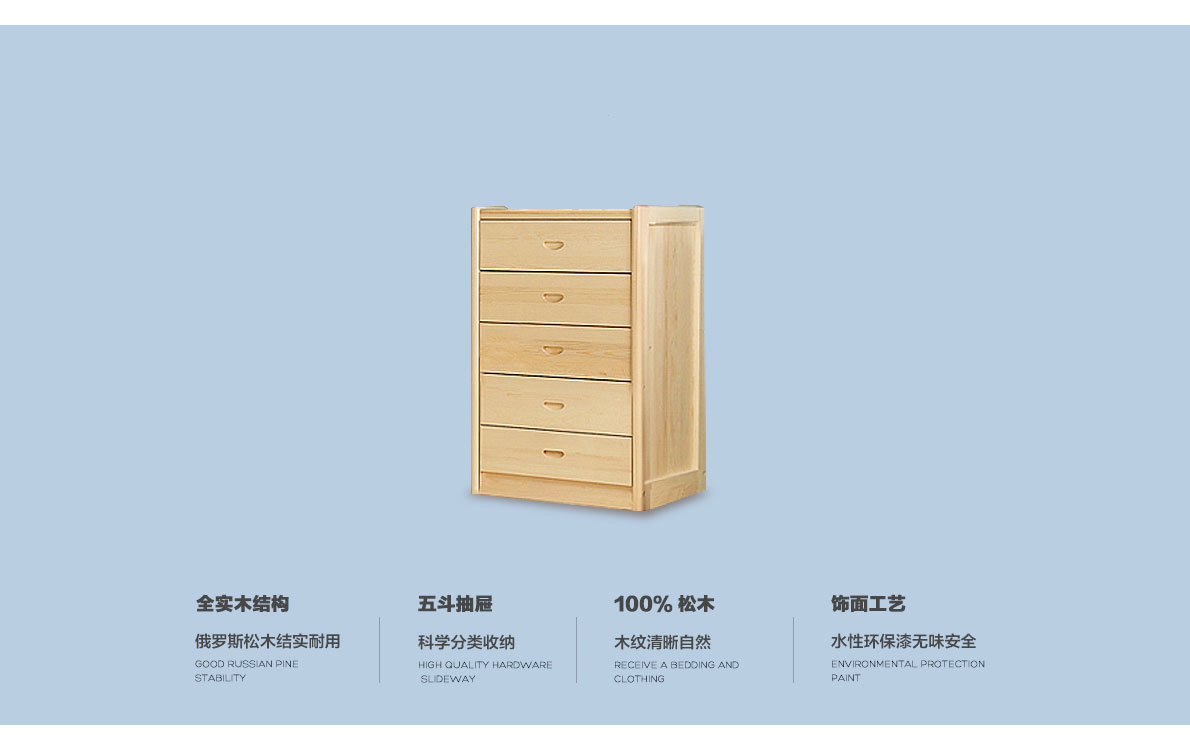 全实木结构
俄罗斯松木结实耐用
GOOD RUSSIAN PINE
STABILITY
五斗抽屉
科学分类收纳
HIGH QUALITY HARDWARE
SLIDEWAY
100% 松木
木纹清晰自然
RECEIVE A BEDDING AND
CLOTHING
饰面工艺
水性环保漆无味安全
ENVIRONMENTAL PROTECTION
PAINT